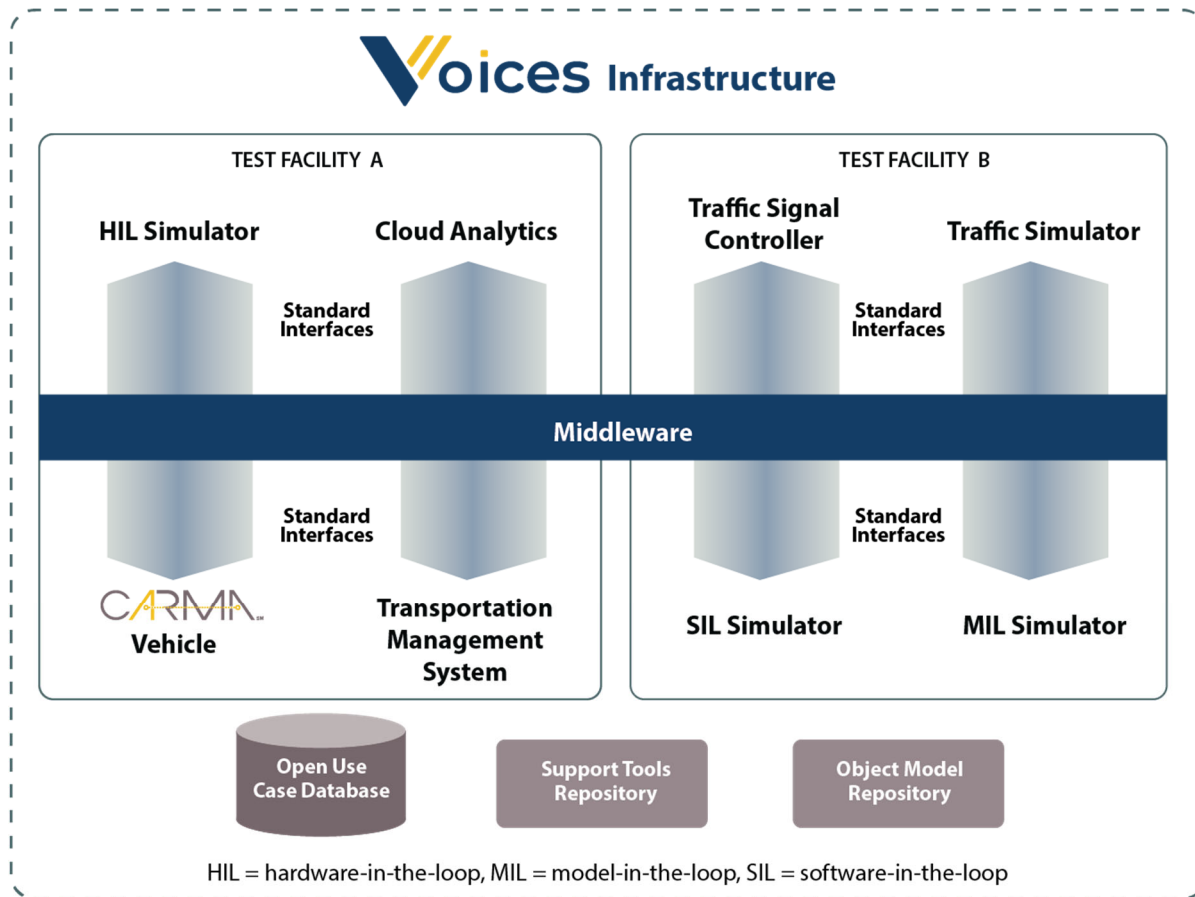 Voices Infrastructure
TEST FACILITY A
HIL Simulator
Cloud Analytics
Standard
Interfaces
TEST FACILITY B
Traffic Signal
Controller
Traffic Simulator
Standard
Interfaces
Middleware
Standard
Interfaces
CARMA SM
Vehicle
Transportation
Management
System
Standard
Interfaces
SIL Simulator
MIL Simulator
Open Use
Case Database
Support Tools
Repository
Object Model
Repository
HIL = hardware-in-the-loop, MIL = model-in-the-loop, SIL = software-in-the-loop